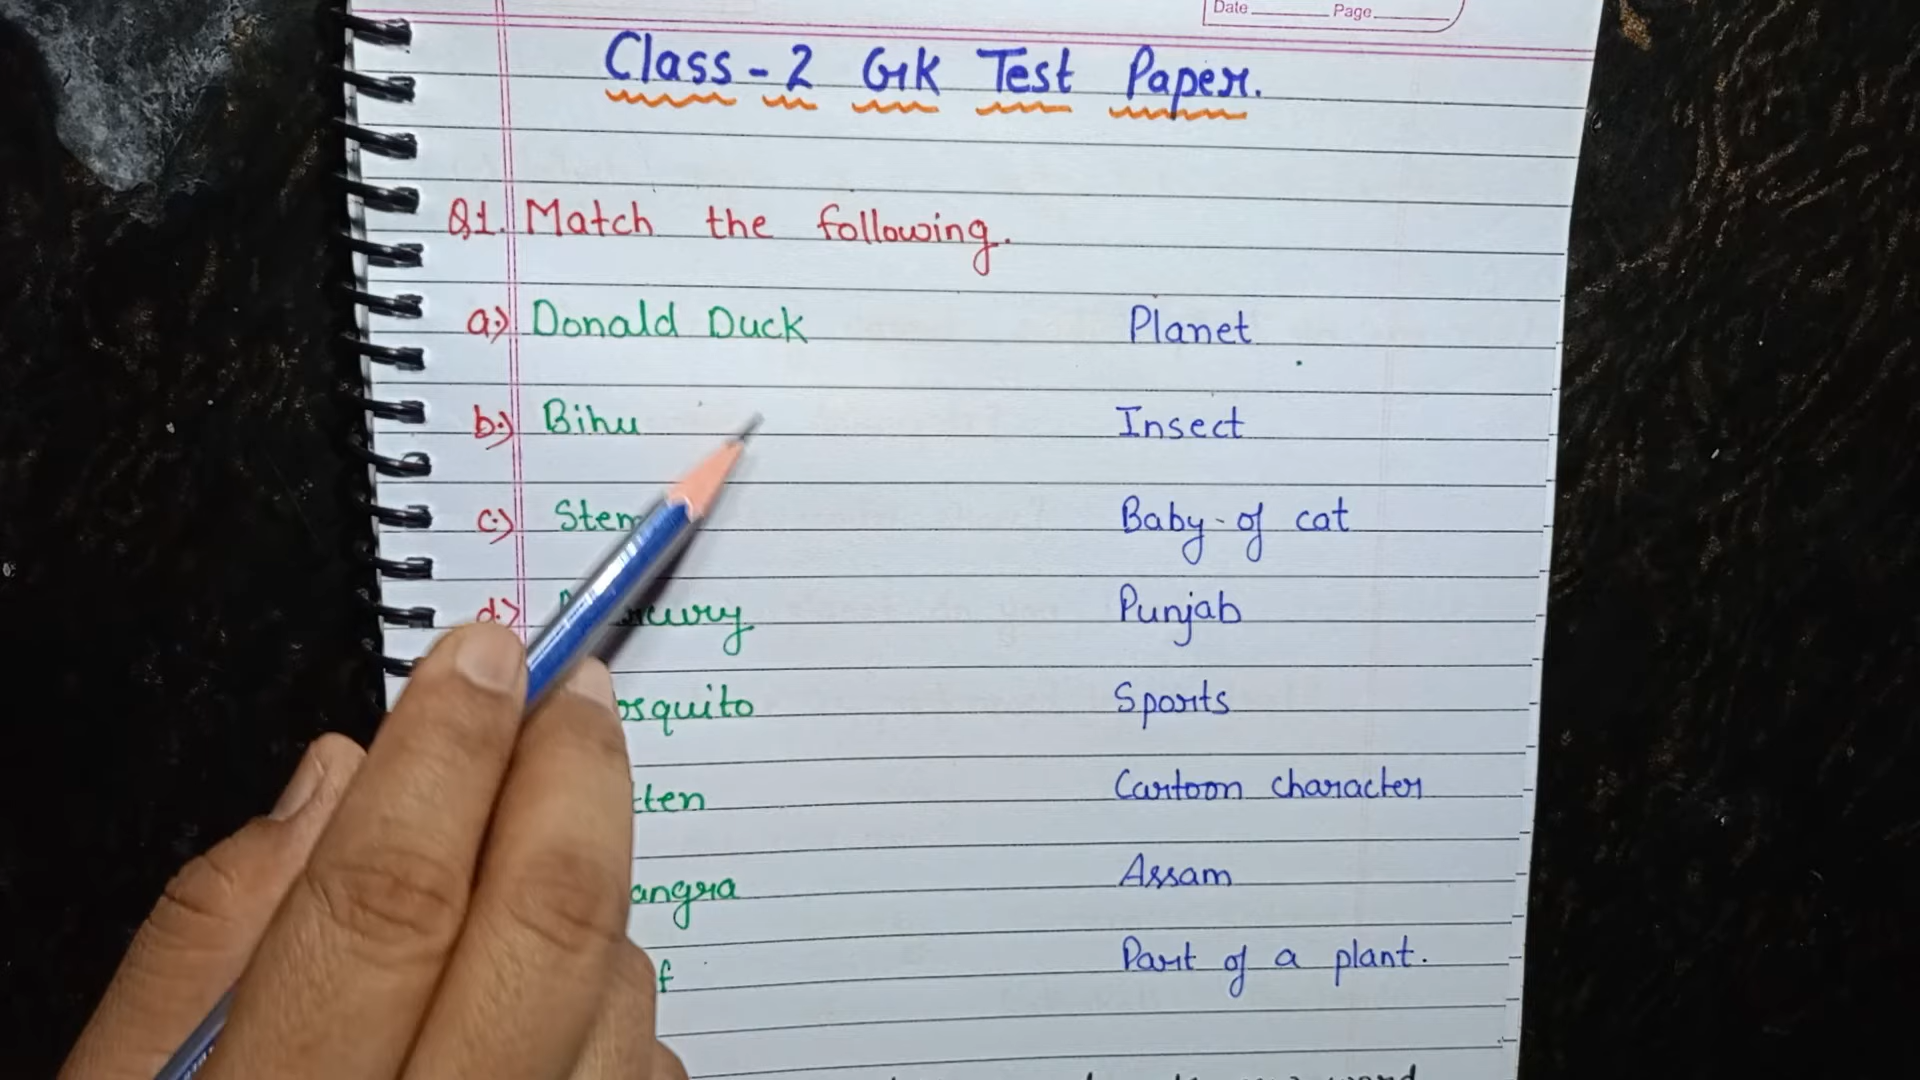 Date Page
Class - 2 GK Test Paper.
Q1. Match the following.
a.) Donald Duck Planet
b.) Bihu Insect
c.) Stem Baby of cat
d.) Punjab
Sports
Cartoon character
Assam
Part of a plant.